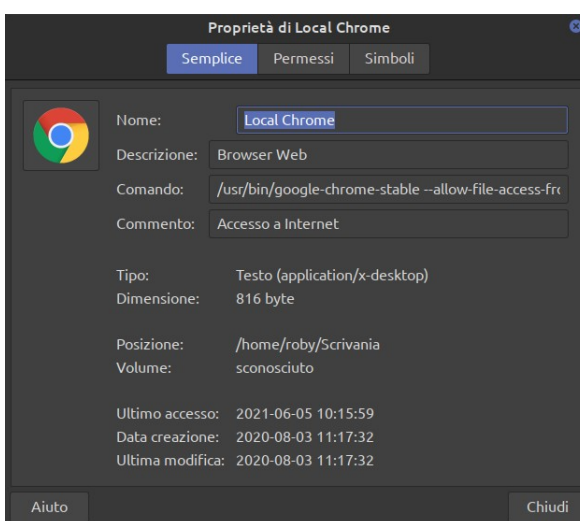 Proprietà di Local Chrome
Semplice Permessi Simboli
Nome: Local Chrome
Descrizione: Browser Web
Comando: /usr/bin/google-chrome-stable --allow-file-access-fro
Commento: Accesso a Internet
Tipo: Testo (application/x-desktop)
Dimensione: 816 byte
Posizione: /home/roby/Scrivania
Volume: sconosciuto
Ultimo accesso: 2021-06-05 10:15:59
Data creazione: 2020-08-03 11:17:32
Ultima modifica: 2020-08-03 11:17:32
Aiuto Chiudi